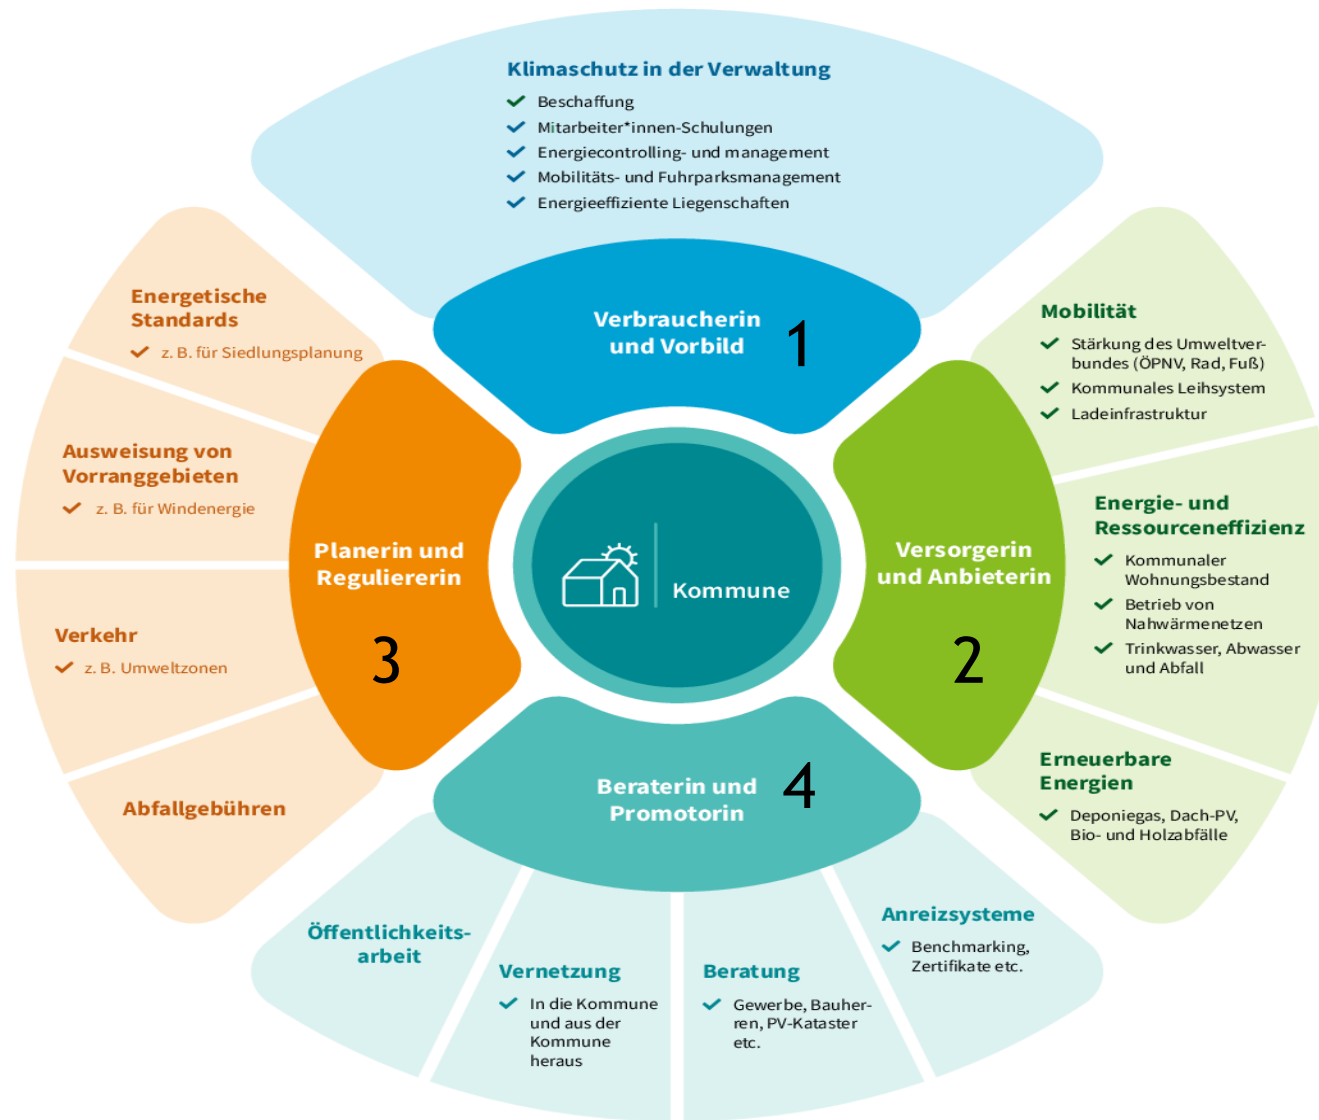 Klimaschutz in der Verwaltung
Beschaffung
Mitarbeiter*innen-Schulungen
Energiecontrolling- und management
Mobilitäts- und Fuhrparksmanagement
Energieeffiziente Liegenschaften
Verbraucherin
und Vorbild
1
Mobilität
Stärkung des Umweltver-
bundes (ÖPNV, Rad, Fuß)
Kommunales Leihsystem
Ladeinfrastruktur
Energie- und
Ressourceneffizienz
Kommunaler
Wohnungsbestand
Betrieb von
Nahwärmenetzen
Trinkwasser, Abwasser
und Abfall
Erneuerbare
Energien
Deponiegas, Dach-PV,
Bio- und Holzabfälle
Versorgerin
und Anbieterin
2
Kommune
Energetische
Standards
z. B. für Siedlungsplanung
Ausweisung von
Vorranggebieten
z. B. für Windenergie
Verkehr
z. B. Umweltzonen
Abfallgebühren
Planerin und
Reguliererin
3
Beraterin und
Promotorin
4
Öffentlichkeits-
arbeit
Vernetzung
In die Kommune
und aus der
Kommune
heraus
Beratung
Gewerbe, Bauher-
ren, PV-Kataster
etc.
Anreizsysteme
Benchmarking,
Zertifikate etc.